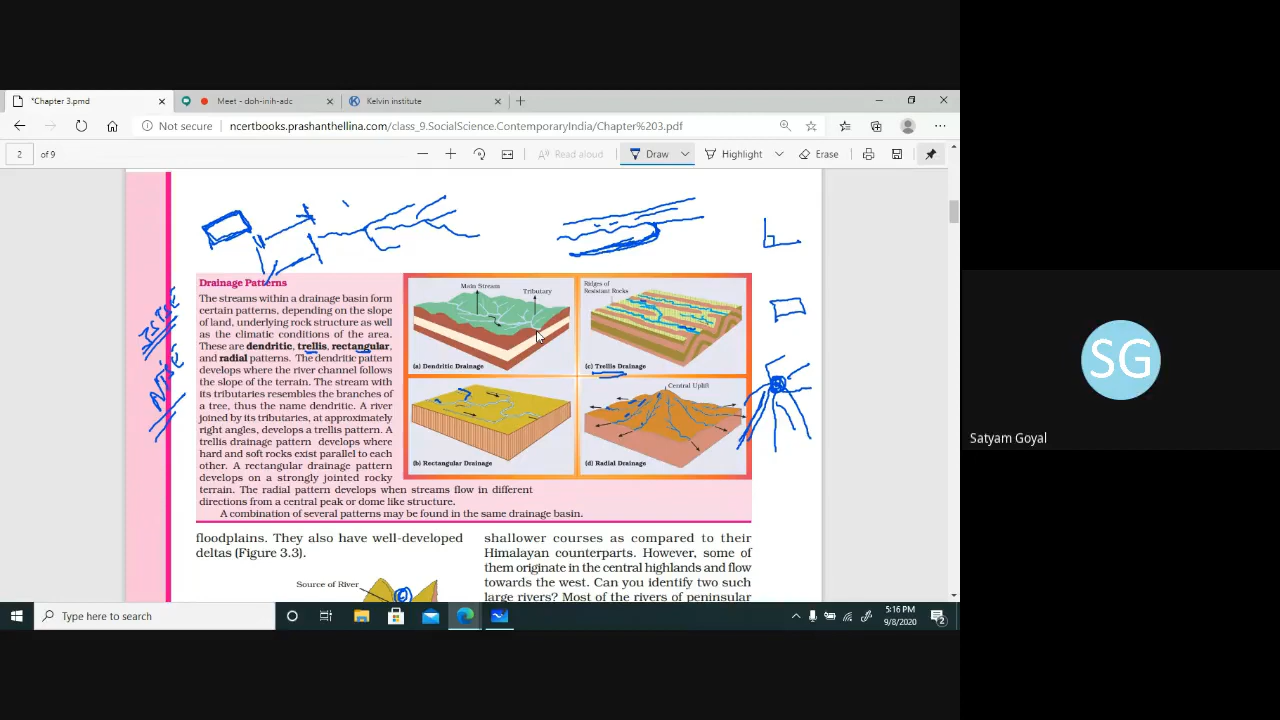 *Chapter 3.pmd
Meet - doh-inih-adc
Kelvin institute
Not secure
ncertbooks.prashanthellina.com/class_9.SocialScience.ContemporaryIndia/Chapter%203.pdf
2 of 9
Read aloud
Draw
Highlight
Erase
Drainage Patterns
The streams within a drainage basin form
certain patterns, depending on the slope
of land, underlying rock structure as well
as the climatic conditions of the area.
These are dendritic, trellis, rectangular,
and radial patterns. The dendritic pattern
develops where the river channel follows
the slope of the terrain. The stream with
its tributaries resembles the branches of
a tree, thus the name dendritic. A river
joined by its tributaries, at approximately
right angles, develops a trellis pattern. A
trellis drainage pattern develops where
hard and soft rocks exist parallel to each
other. A rectangular drainage pattern
develops on a strongly jointed rocky
terrain. The radial pattern develops when streams flow in different
directions from a central peak or dome like structure.
A combination of several patterns may be found in the same drainage basin.
Main Stream
Tributary
(a) Dendritic Drainage
Ridges of
Resistant Rocks
(c) Trellis Drainage
(b) Rectangular Drainage
Central Uplift
(d) Radial Drainage
floodplains. They also have well-developed
deltas (Figure 3.3).
Source of River
shallower courses as compared to their
Himalayan counterparts. However, some of
them originate in the central highlands and flow
towards the west. Can you identify two such
large rivers? Most of the rivers of peninsular
Type here to search
5:16 PM
9/8/2020
2
SG
Satyam Goyal